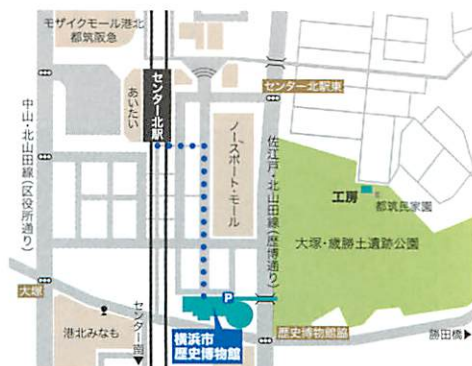 モザイクモール港北
都筑阪急
あいたい
センター北駅
センター北駅東
中山・北山田線(区役所通り)
ノースポート・モール
佐江戸・北山田線(歴博通り)
工房
都筑民家園
大塚・歳勝土遺跡公園
大塚
P
港北みなも
センター南
横浜市
歴史博物館
歴史博物館脇
勝田橋